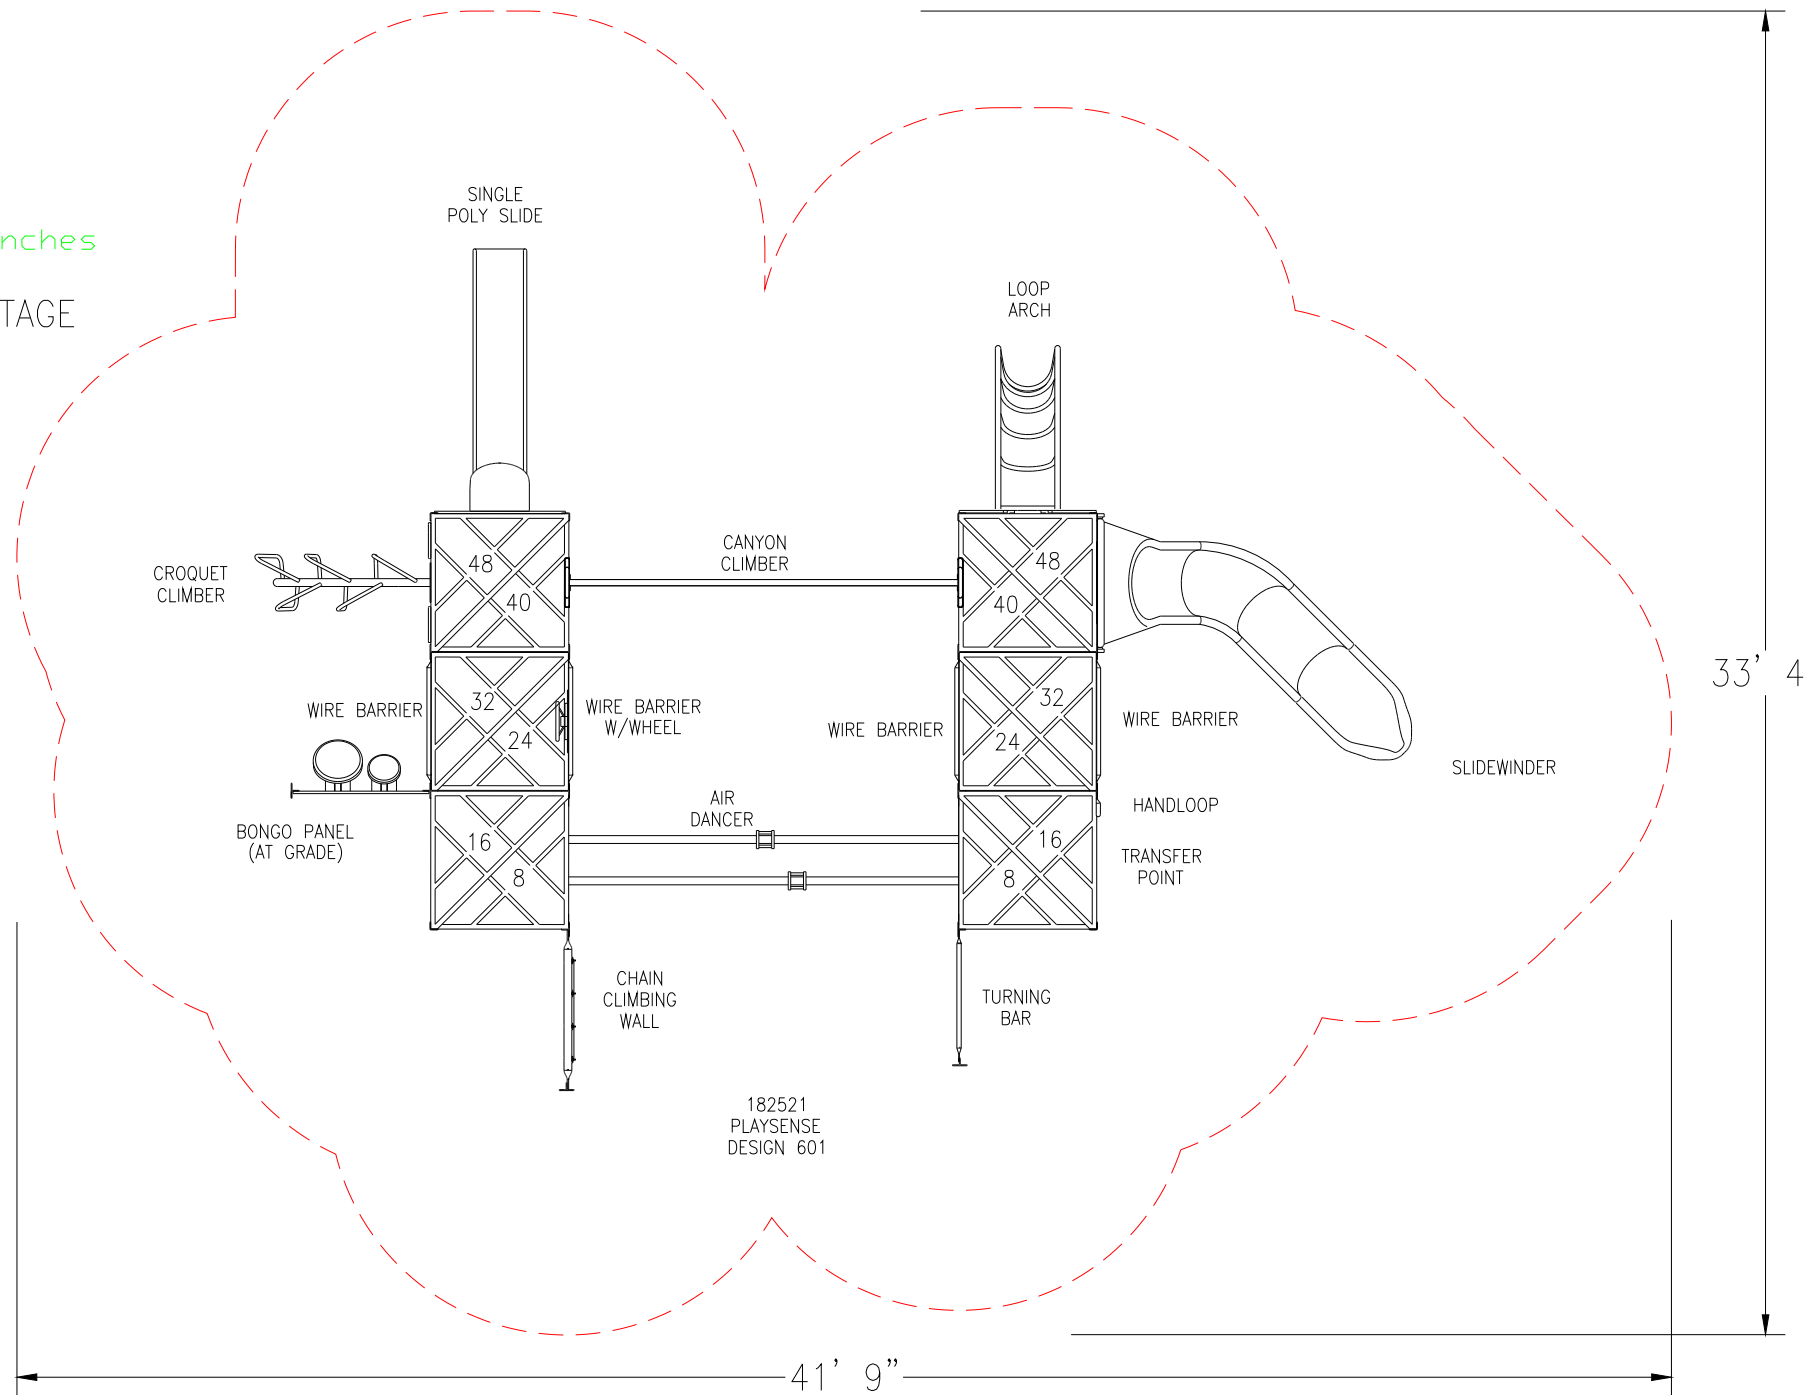 SINGLE
POLY SLIDE
nches
TAGE
LOOP
ARCH
CROQUET
CLIMBER
48
40
CANYON
CLIMBER
48
40
WIRE BARRIER
32
24
WIRE BARRIER
W/WHEEL
WIRE BARRIER
32
24
WIRE BARRIER
33' 4
SLIDEWINDER
BONGO PANEL
(AT GRADE)
16
8
AIR
DANCER
16
8
HANDLOOP
TRANSFER
POINT
CHAIN
CLIMBING
WALL
TURNING
BAR
182521
PLAYSENSE
DESIGN 601
41' 9"